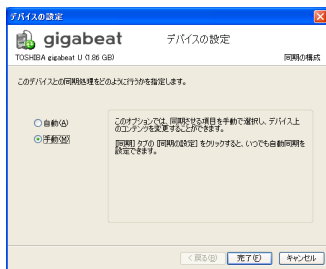 デバイスの設定
gigabeat
デバイスの設定
TOSHIBA gigabeat U (1.86 GB)
同期の構成
このデバイスとの同期処理をどのように行うかを指定します。
自動(A)
手動(M)
このオプションでは、同期させる項目を手動で選択し、デバイス上
のコンテンツを変更することができます。
[同期] タブの [同期の設定] をクリックすると、いつでも自動同期を
設定できます。
< 戻る(B)
完了(F)
キャンセル